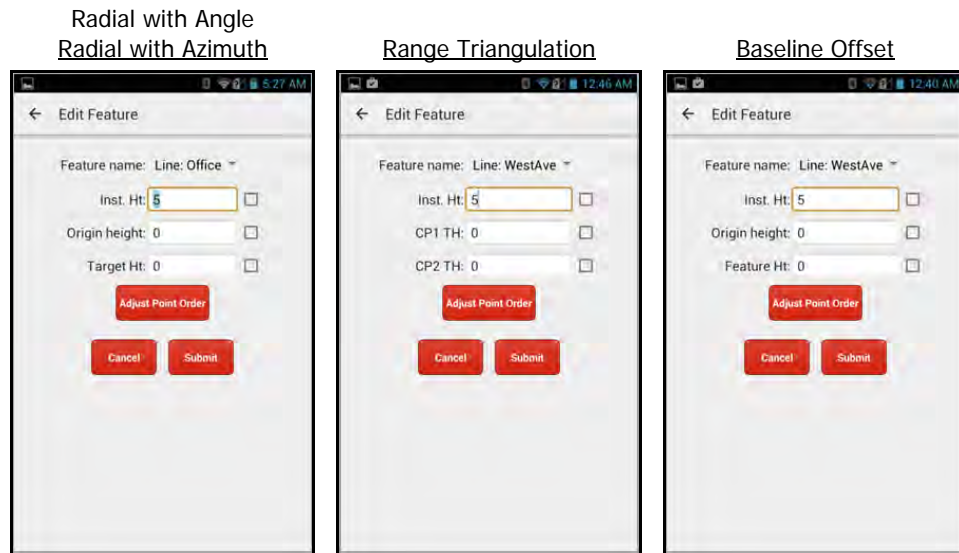 Radial with Angle
Radial with Azimuth
Range Triangulation
Baseline Offset
5:27 AM
Edit Feature
Feature name: Line: Office
Inst. Ht: 5
Origin height: 0
Target Ht: 0
Adjust Point Order
Cancel Submit
12:46 AM
Edit Feature
Feature name: Line: WestAve
Inst. Ht: 5
CP1 TH: 0
CP2 TH: 0
Adjust Point Order
Cancel Submit
12:40 AM
Edit Feature
Feature name: Line: WestAve
Inst. Ht: 5
Origin height: 0
Feature Ht: 0
Adjust Point Order
Cancel Submit